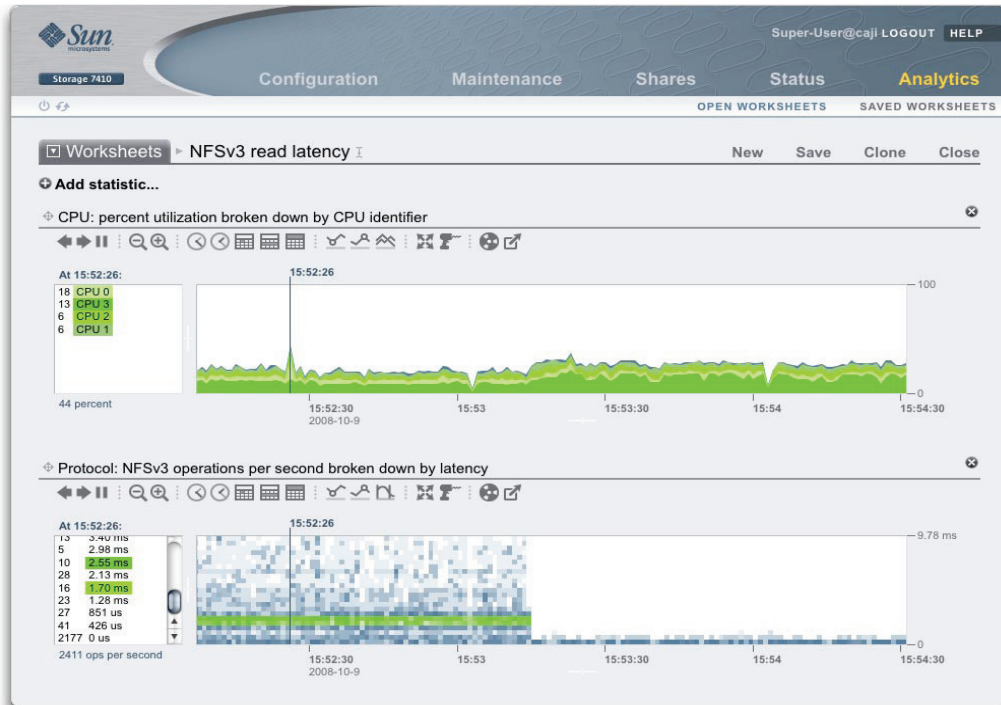 Sun
microsystems
Super-User@caji LOGOUT HELP
Storage 7410
Configuration Maintenance Shares Status Analytics
OPEN WORKSHEETS SAVED WORKSHEETS
Worksheets NFSv3 read latency
New Save Clone Close
Add statistic...
CPU: percent utilization broken down by CPU identifier
At 15:52:26:
15:52:26
18 CPU 0
13 CPU 3
6 CPU 2
6 CPU 1
44 percent
100
0
15:52:30 15:53 15:53:30 15:54 15:54:30
2008-10-9
Protocol: NFSv3 operations per second broken down by latency
At 15:52:26:
15:52:26
13 3.40 ms
5 2.98 ms
10 2.55 ms
28 2.13 ms
16 1.70 ms
23 1.28 ms
27 851 us
41 426 us
2177 0 us
2411 ops per second
9.78 ms
0
15:52:30 15:53 15:53:30 15:54 15:54:30
2008-10-9